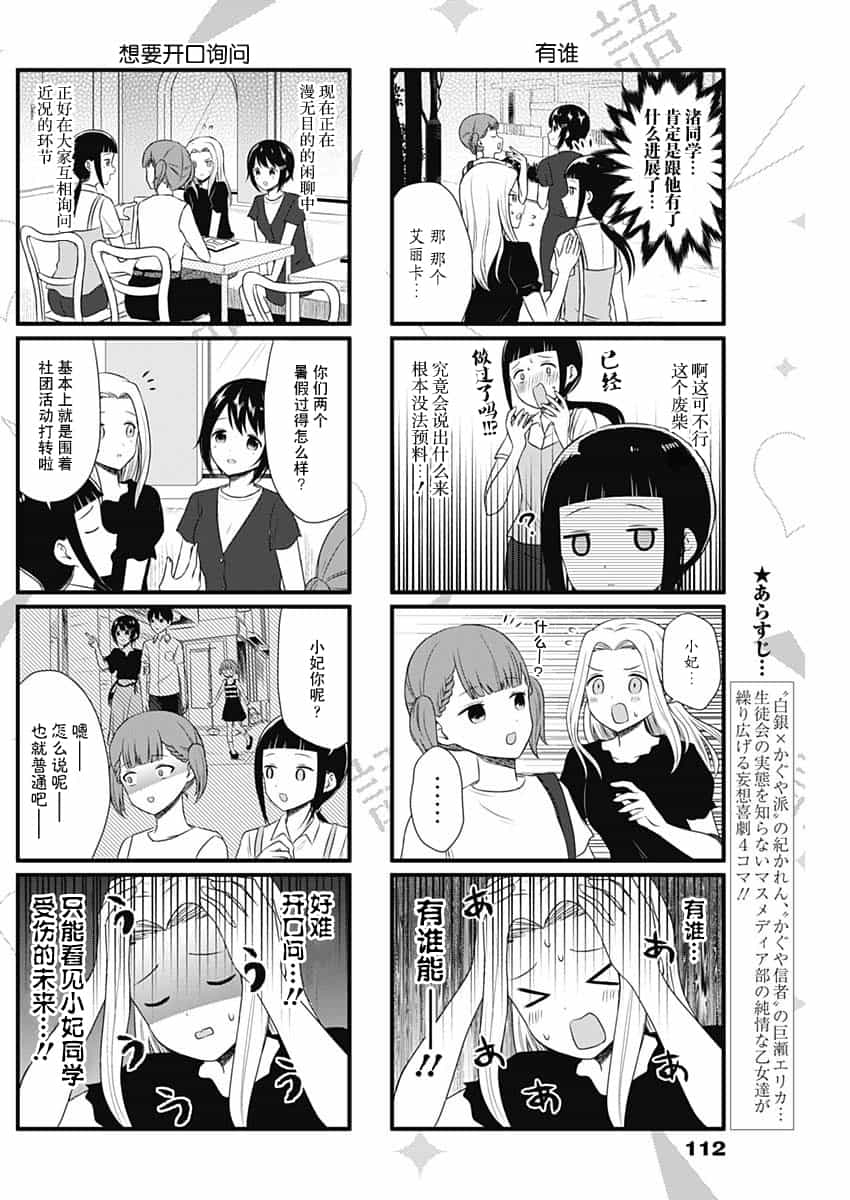 有谁
渚同学…
肯定是跟他有了
什么进展了…
那 那个
艾丽卡…
啊这可不行
这个废柴
已经
做过了吗!!?
究竟会说出什么来
根本没法预料…!
小妃…
什么—?
……
有谁…
有谁能——
あ
あ
あ
あ
想要开口询问
现在正在
漫无目的的闲聊中
正好在大家互相询问
近况的环节
你们两个
暑假过得怎么样?
基本上就是围着
社团活动打转啦
小妃你呢?
嗯—
怎么说呢—
也就普通吧——
好难
开口问…!!
只能看见小妃同学
受伤的未来…!!
う
う
う
う
★あらすじ…
〝白銀×かぐや派〟の紀かれん、〝かぐや信者〟の巨瀬エリカ…
生徒会の実態を知らないマスメディア部の純情な乙女達が
繰り広げる妄想喜劇4コマ!!
112
語
語